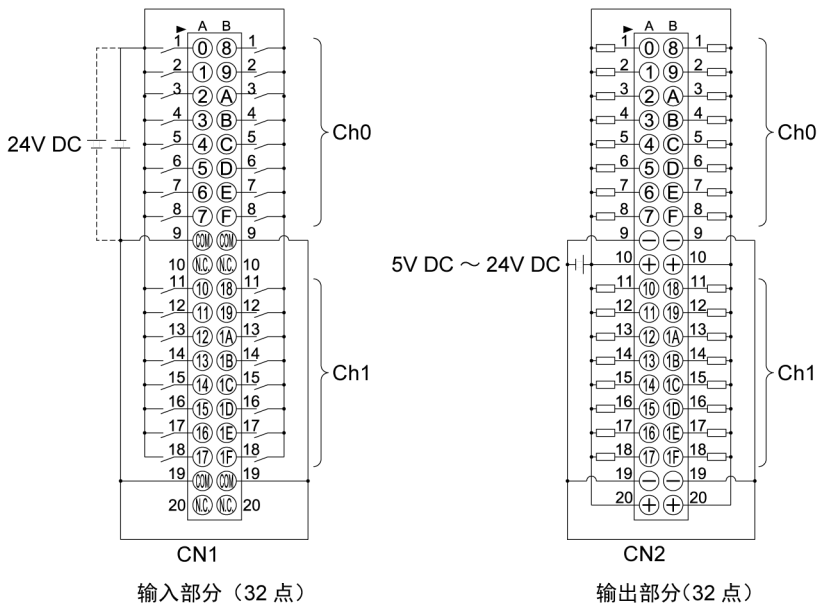 A B A B
1 0 8 1 1 0 8 1
2 1 9 2 2 1 9 2
3 2 A 3 3 2 A 3
4 3 B 4 Ch0 4 3 B 4 Ch0
24V DC 5 4 C 5 5 4 C 5
6 5 D 6 6 5 D 6
7 6 E 7 7 6 E 7
8 7 F 8 8 7 F 8
9 COM COM 9 9 − − 9
10 N.C. N.C. 10 5V DC ～ 24V DC 10 + + 10
11 10 18 11 11 10 18 11
12 11 19 12 12 11 19 12
13 12 1A 13 13 12 1A 13
14 13 1B 14 14 13 1B 14
15 14 1C 15 Ch1 15 14 1C 15 Ch1
16 15 1D 16 16 15 1D 16
17 16 1E 17 17 16 1E 17
18 17 1F 18 18 17 1F 18
19 COM COM 19 19 − − 19
20 N.C. N.C. 20 20 + + 20
CN1 CN2
输入部分（32 点） 输出部分(32 点）